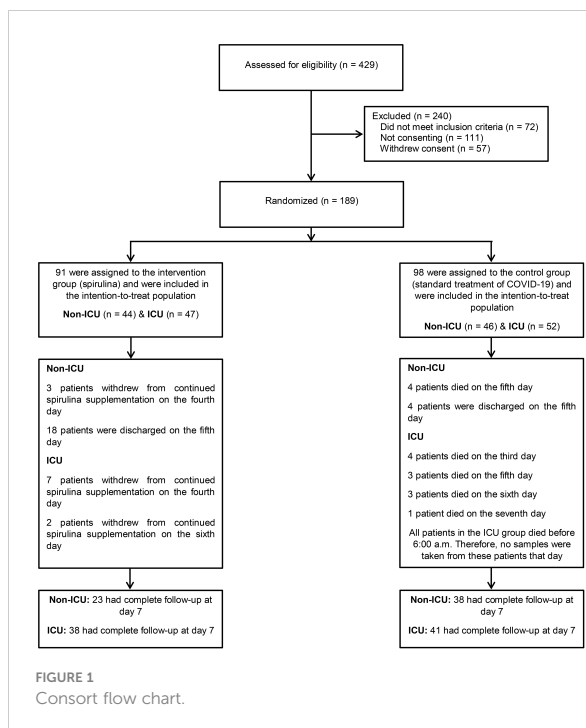 Assessed for eligibility (n = 429)
Excluded (n = 240)
Did not meet inclusion criteria (n = 72)
Not consenting (n = 111)
Withdrew consent (n = 57)
Randomized (n = 189)
91 were assigned to the intervention
group (spirulina) and were included in
the intention-to-treat population
Non-ICU (n = 44) & ICU (n = 47)
98 were assigned to the control group
(standard treatment of COVID-19) and
were included in the intention-to-treat
population
Non-ICU (n = 46) & ICU (n = 52)
Non-ICU
3 patients withdrew from continued
spirulina supplementation on the fourth
day
18 patients were discharged on the fifth
day
ICU
7 patients withdrew from continued
spirulina supplementation on the fourth
day
2 patients withdrew from continued
spirulina supplementation on the sixth
day
Non-ICU
4 patients died on the fifth day
4 patients were discharged on the fifth
day
ICU
4 patients died on the third day
3 patients died on the fifth day
3 patients died on the sixth day
1 patient died on the seventh day
All patients in the ICU group died before
6:00 a.m. Therefore, no samples were
taken from these patients that day
Non-ICU: 23 had complete follow-up at
day 7
ICU: 38 had complete follow-up at day 7
Non-ICU: 38 had complete follow-up at
day 7
ICU: 41 had complete follow-up at day 7
FIGURE 1
Consort flow chart.